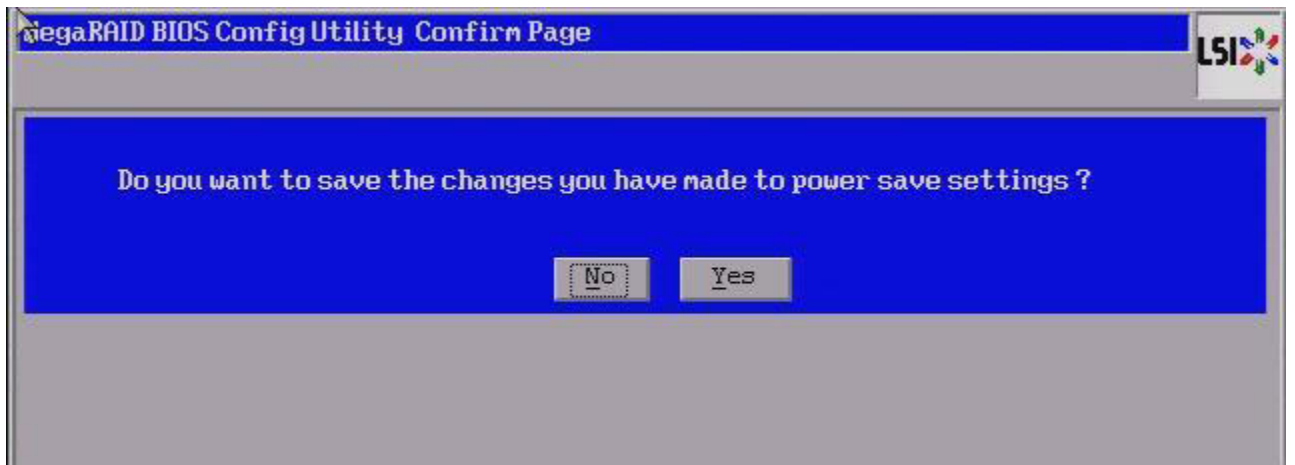 MegaRAID BIOS Config Utility Confirm Page
LSI
Do you want to save the changes you have made to power save settings ?
No
Yes